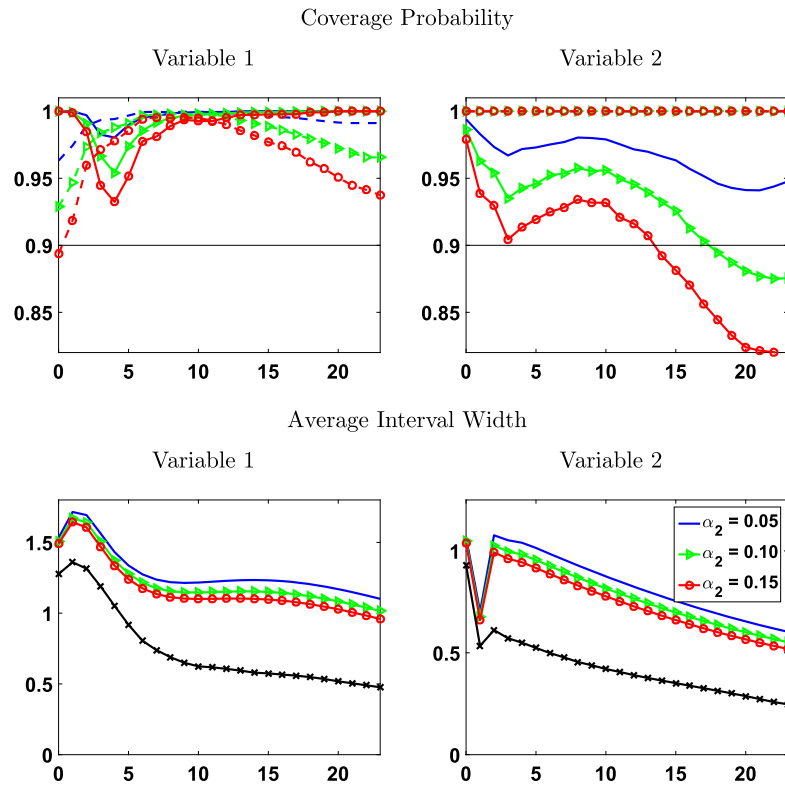 Coverage Probability
Variable 1
Variable 2
1
0.95
0.9
0.85
0 5 10 15 20
1
0.95
0.9
0.85
0 5 10 15 20
Average Interval Width
Variable 1
Variable 2
1.5
1
0.5
0
0 5 10 15 20
1
0.5
0
0 5 10 15 20
α2 = 0.05
α2 = 0.10
α2 = 0.15